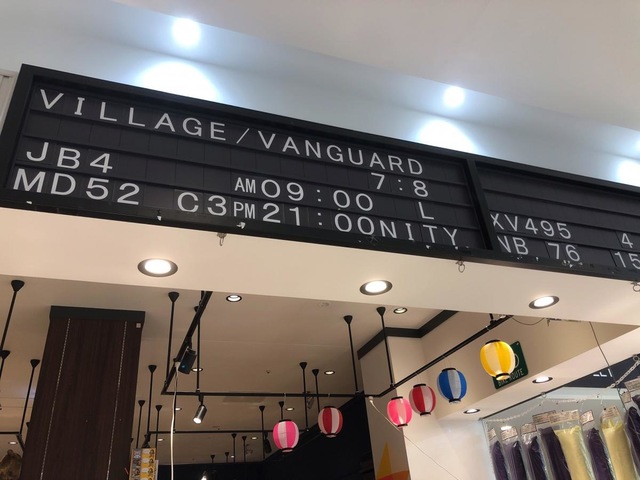 VILLAGE/VANGUARD
7:8
JB4 AM09:00 L
MD52 C3PM21:00NITY
XV495 4
NB,76 15